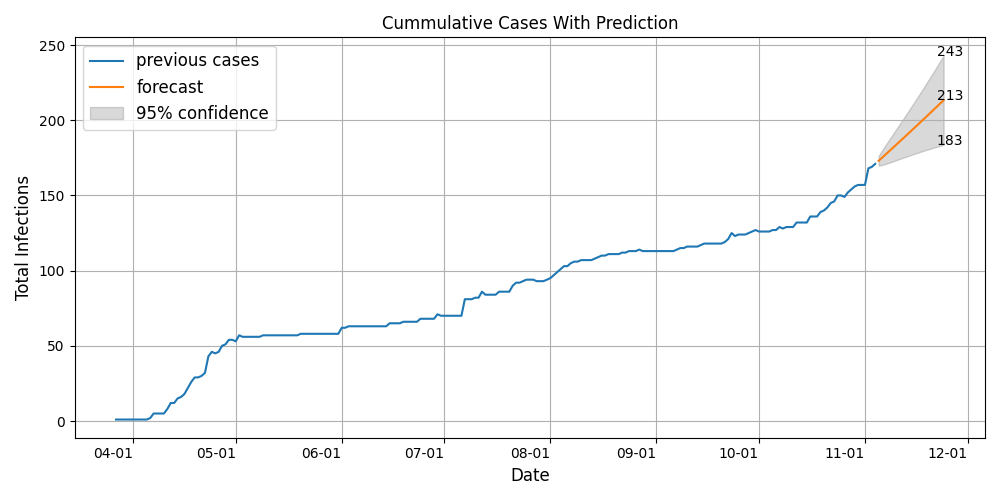 Cummulative Cases With Prediction
250
200
150
100
50
0
Total Infections
previous cases
forecast
95% confidence
243
213
183
04-01 05-01 06-01 07-01 08-01 09-01 10-01 11-01 12-01
Date